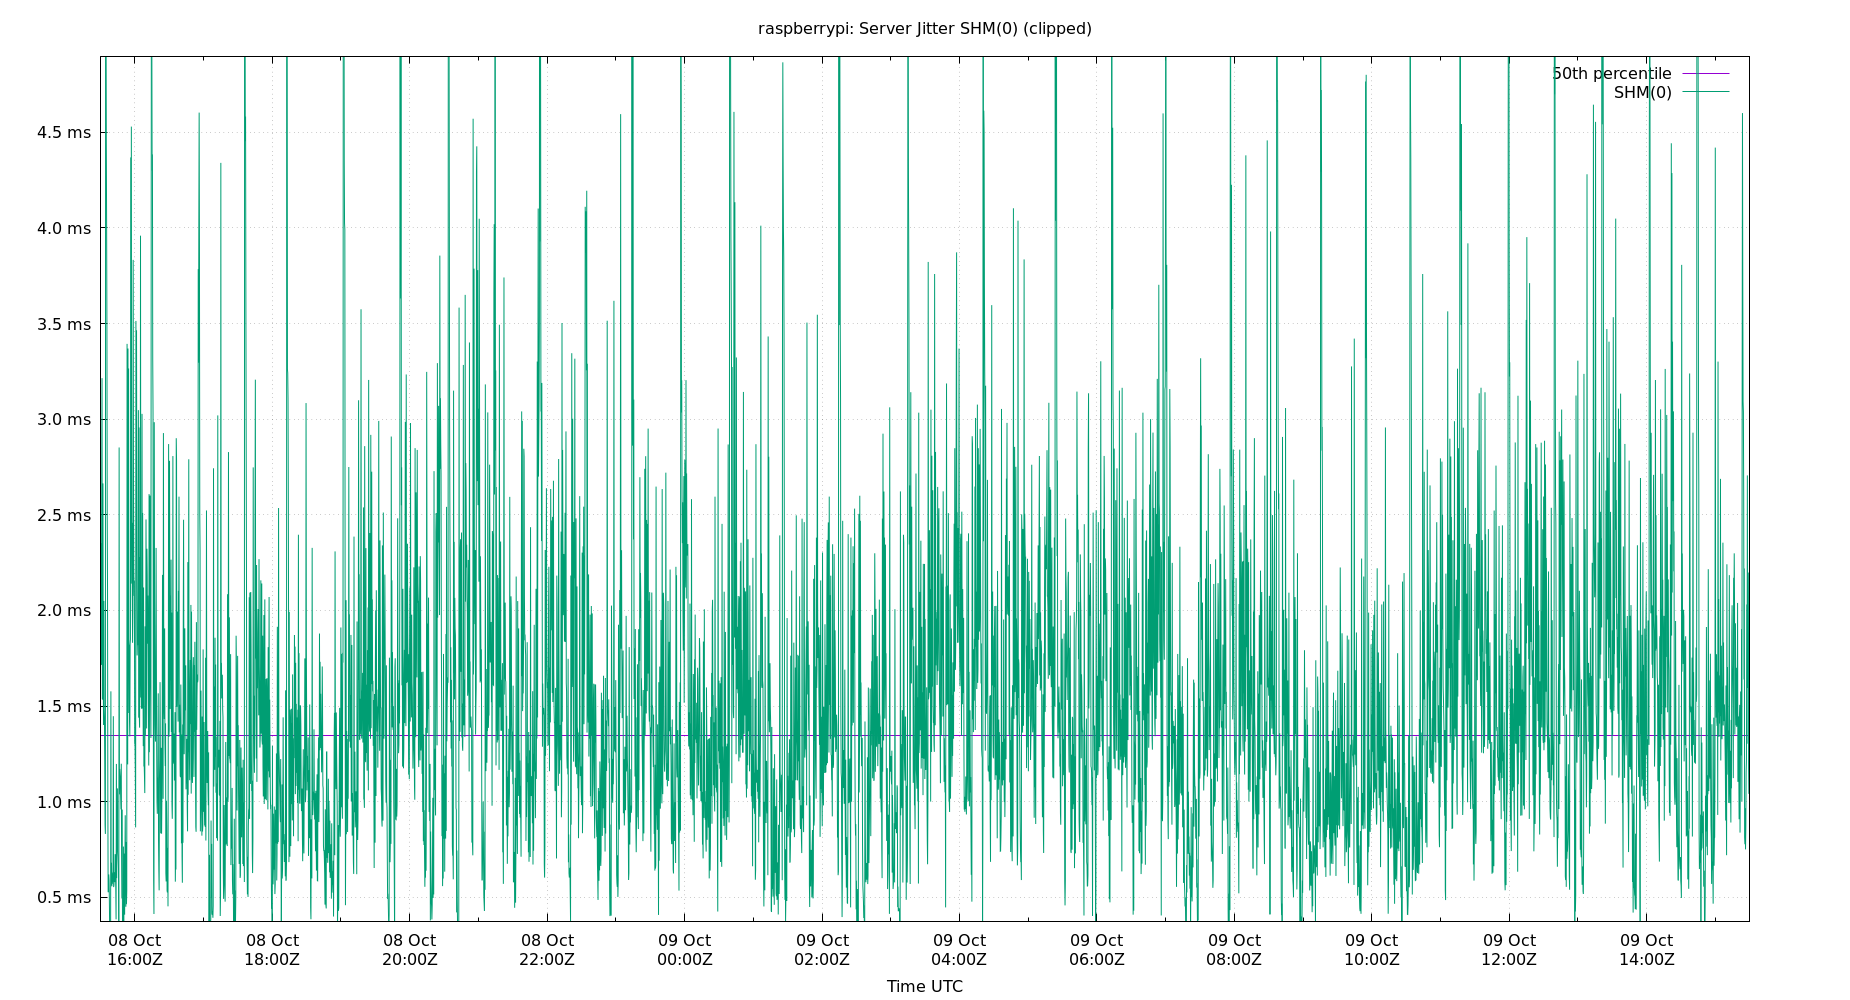 raspberrypi: Server Jitter SHM(0) (clipped)
50th percentile
SHM(0)
4.5 ms
4.0 ms
3.5 ms
3.0 ms
2.5 ms
2.0 ms
1.5 ms
1.0 ms
0.5 ms
08 Oct 08 Oct 08 Oct 08 Oct 09 Oct 09 Oct 09 Oct 09 Oct 09 Oct 09 Oct 09 Oct 09 Oct
16:00Z 18:00Z 20:00Z 22:00Z 00:00Z 02:00Z 04:00Z 06:00Z 08:00Z 10:00Z 12:00Z 14:00Z
Time UTC